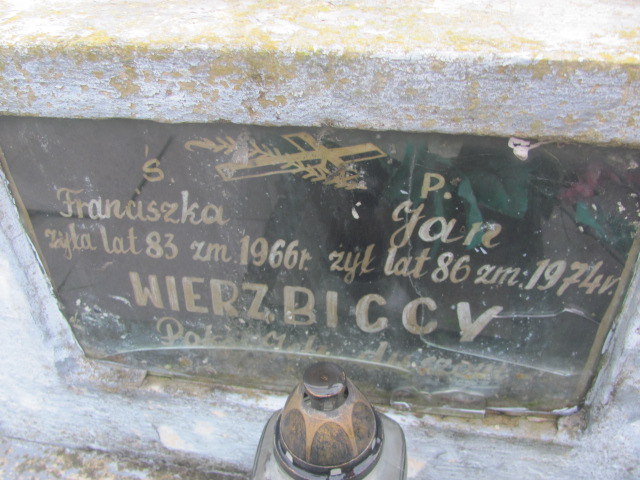 Ś. P.
Franciszka Jan
żyła lat 83 zm 1966r. żył lat 86 zm. 1974r.
WIERZBICCY